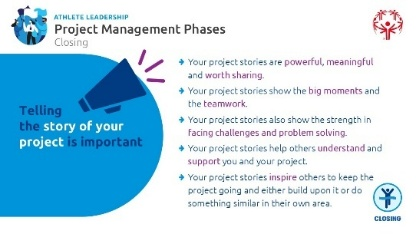 ATHLETE LEADERSHIP
Project Management Phases
Closing
Telling
the story of your
project is important
Your project stories are powerful, meaningful
and worth sharing.
Your project stories show the big moments and
the teamwork.
Your project stories also show the strength in
facing challenges and problem solving.
Your project stories help others understand and
support you and your project.
Your project stories inspire others to keep the
project going and either build upon it or do
something similar in their own area.
CLOSING